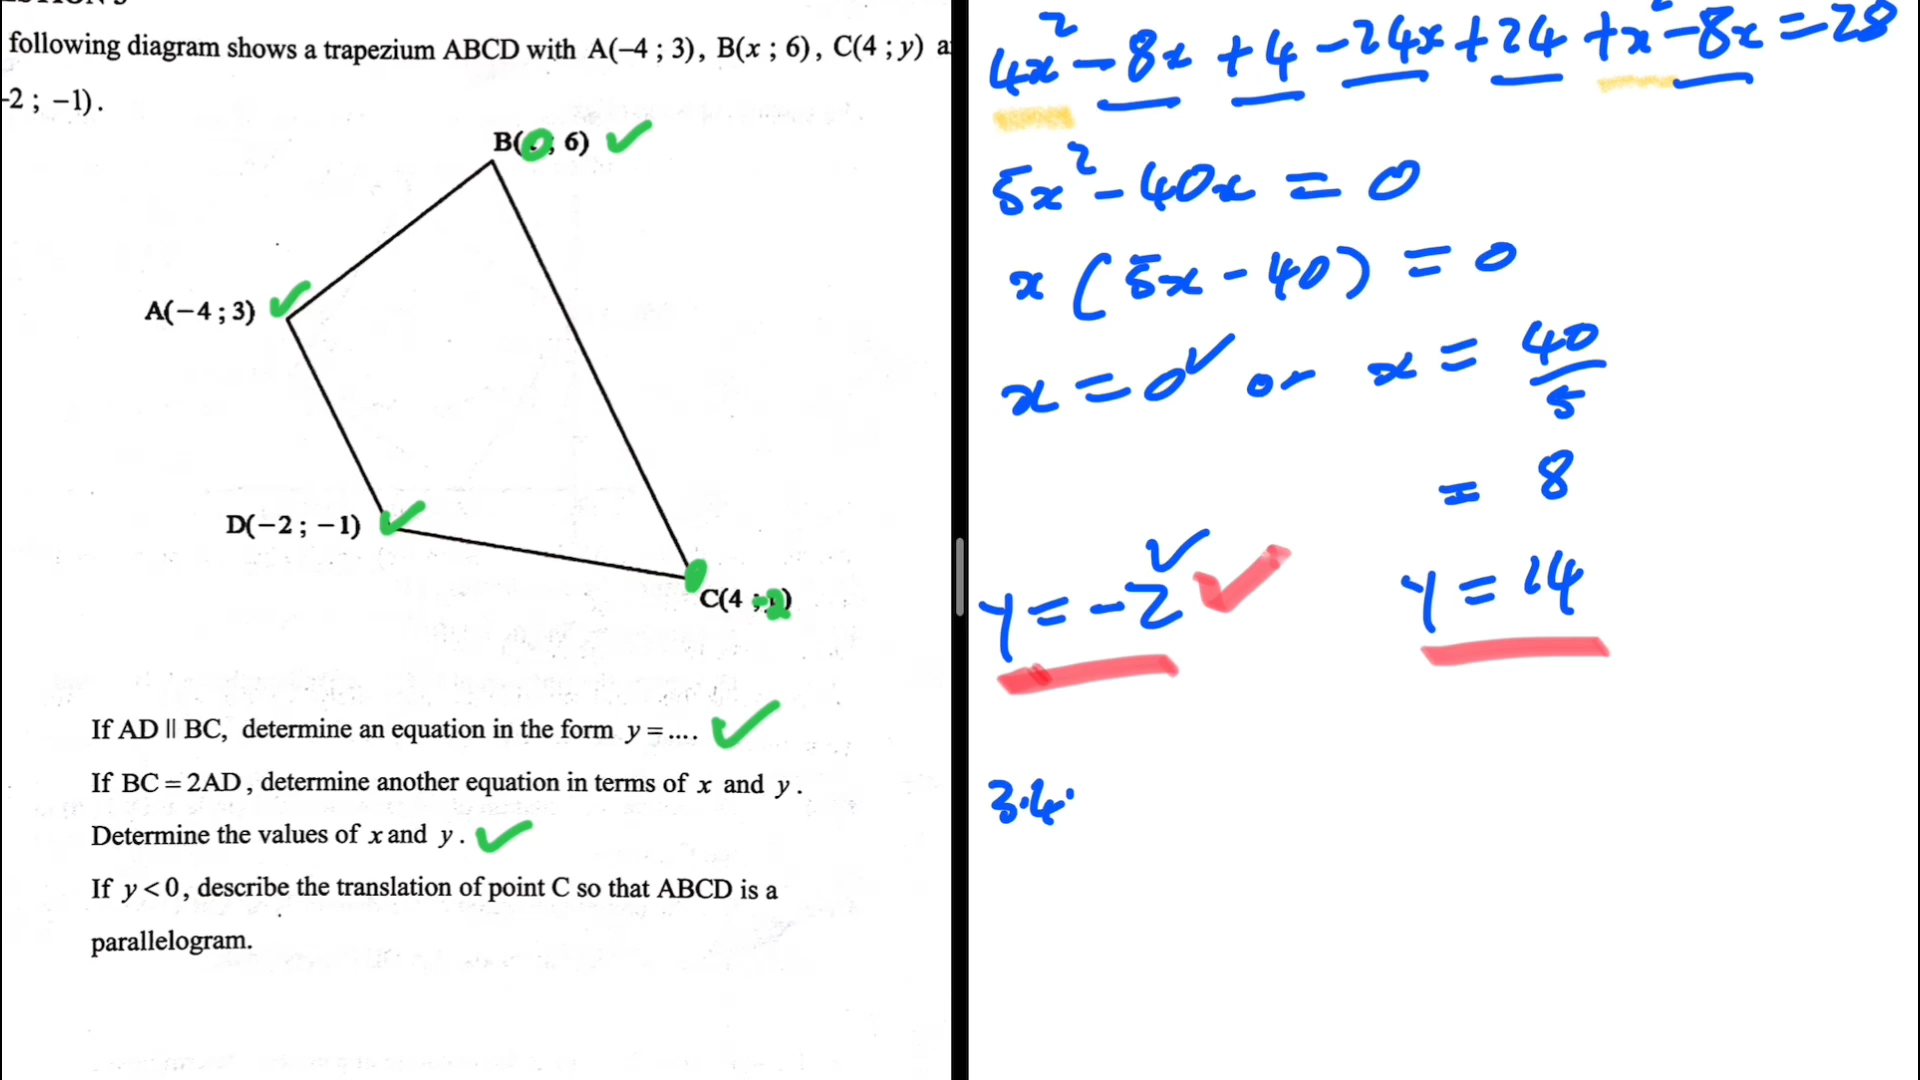 following diagram shows a trapezium ABCD with A(−4 ; 3), B(x ; 6), C(4 ; y) a
-2 ; −1).
B(0; 6) ✓
A(−4 ; 3) ✓
D(−2 ; −1) ✓
C(4 ; -2)
If AD || BC, determine an equation in the form y = .... ✓
If BC = 2AD, determine another equation in terms of x and y.
Determine the values of x and y. ✓
If y < 0, describe the translation of point C so that ABCD is a
parallelogram.
4x² − 8x + 4 − 24x + 24 + x² − 8x = 28
5x² − 40x = 0
x (5x − 40) = 0
x = 0 ✓ or x = 40/5
= 8
y = −2 ✓ ✓ y = 14
3.4.